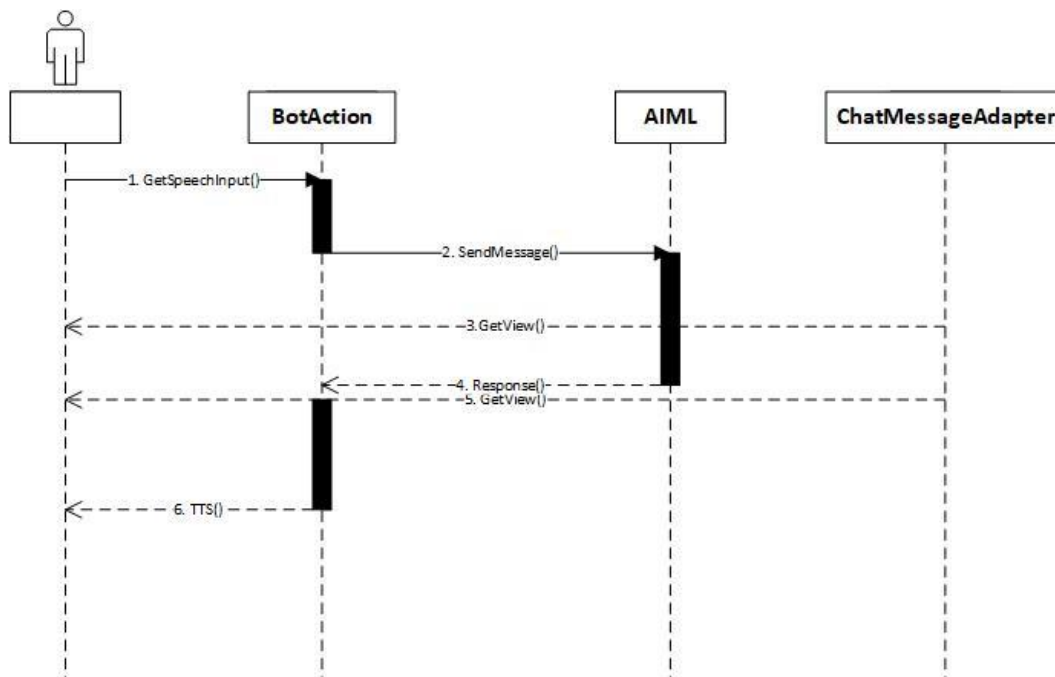 BotAction
AIML
ChatMessageAdapter
1. GetSpeechInput()
2. SendMessage()
3.GetView()
4. Response()
5. GetView()
6. TTS()